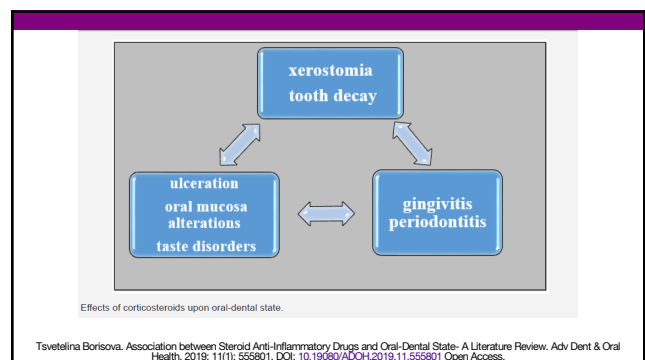 xerostomia
tooth decay
ulceration
oral mucosa
alterations
taste disorders
gingivitis
periodontitis
Effects of corticosteroids upon oral-dental state.
Tsvetelina Borisova. Association between Steroid Anti-Inflammatory Drugs and Oral-Dental State- A Literature Review. Adv Dent & Oral
Health. 2019; 11(1): 555801. DOI: 10.19080/ADOH.2019.11.555801 Open Access.